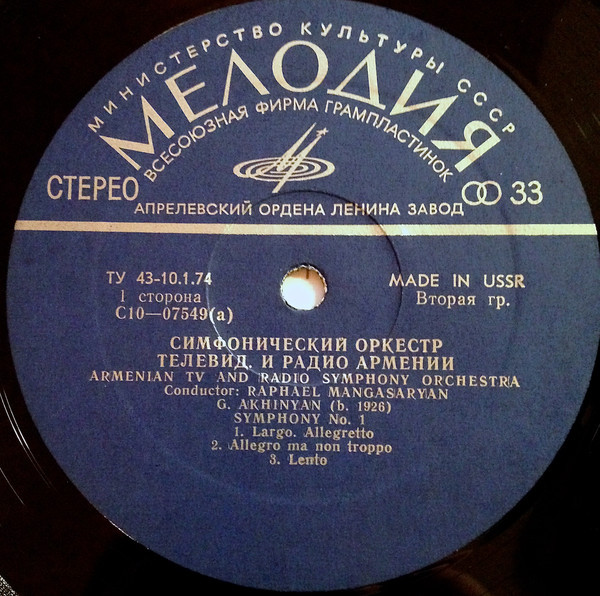 МИНИСТЕРСТВО КУЛЬТУРЫ СССР
МЕЛОДИЯ
ВСЕСОЮЗНАЯ ФИРМА ГРАМПЛАСТИНОК
СТЕРЕО
33
АПРЕЛЕВСКИЙ ОРДЕНА ЛЕНИНА ЗАВОД
ТУ 43-10.1.74
1 сторона
С10—07549(а)
MADE IN USSR
Вторая гр.
СИМФОНИЧЕСКИЙ ОРКЕСТР
ТЕЛЕВИД. И РАДИО АРМЕНИИ
ARMENIAN TV AND RADIO SYMPHONY ORCHESTRA
Conductor: RAPHAEL MANGASARYAN
G. AKHINYAN (b. 1926)
SYMPHONY No. 1
1. Largo. Allegretto
2. Allegro ma non troppo
3. Lento